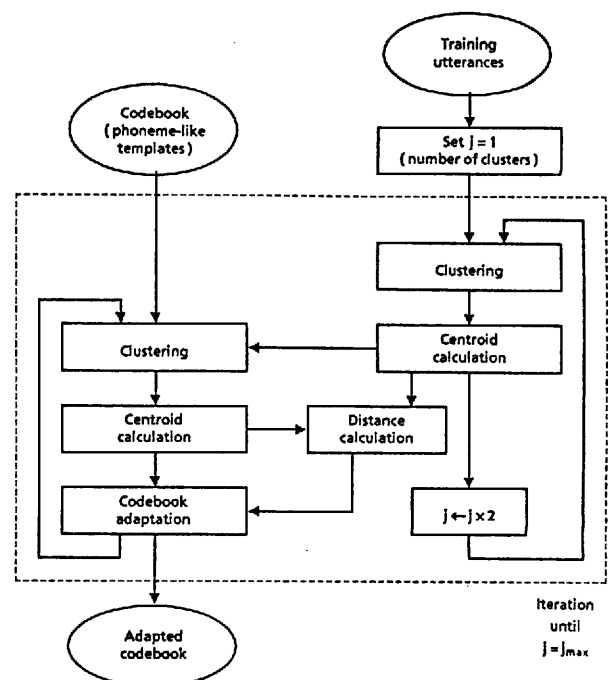 Training
utterances
Codebook
( phoneme-like
templates )
Set j = 1
( number of clusters )
Clustering
Centroid
calculation
Clustering
Centroid
calculation
Distance
calculation
Codebook
adaptation
j ← j × 2
Adapted
codebook
Iteration
until
j = jmax